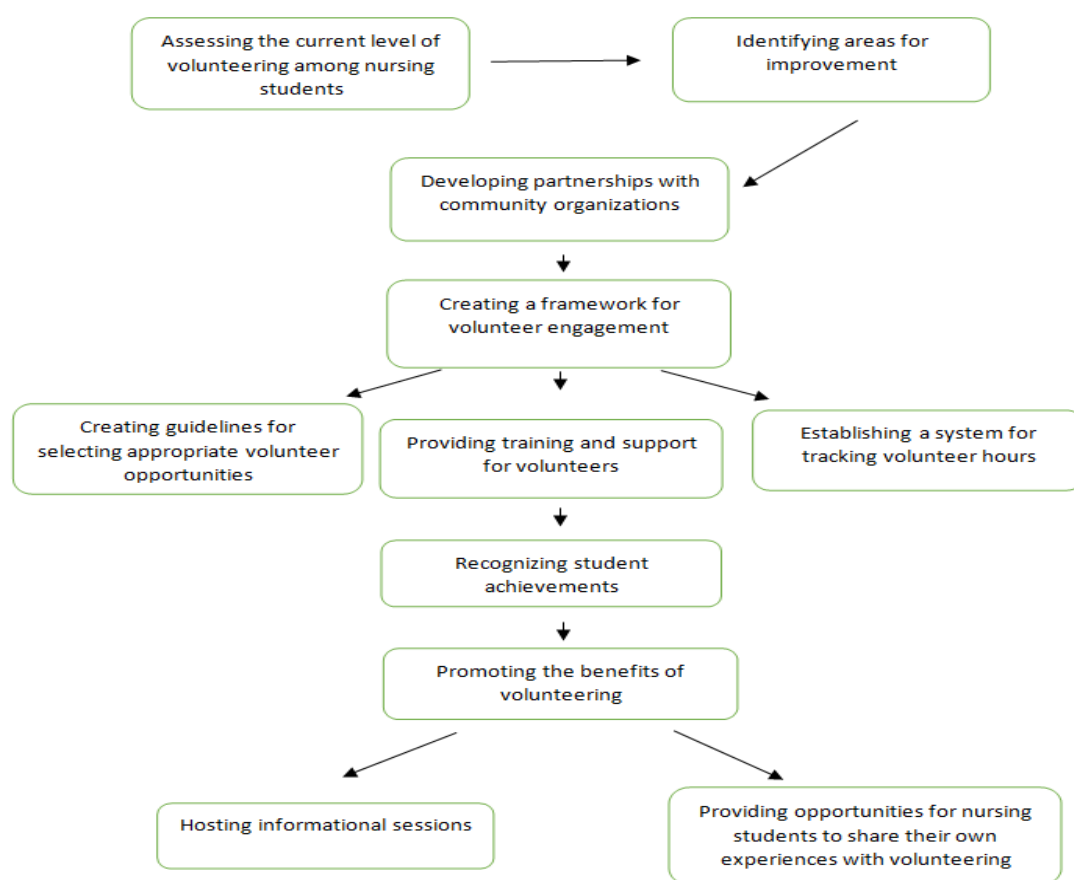 Assessing the current level of
volunteering among nursing
students
Identifying areas for
improvement
Developing partnerships with
community organizations
Creating a framework for
volunteer engagement
Creating guidelines for
selecting appropriate volunteer
opportunities
Providing training and support
for volunteers
Establishing a system for
tracking volunteer hours
Recognizing student
achievements
Promoting the benefits of
volunteering
Hosting informational sessions
Providing opportunities for nursing
students to share their own
experiences with volunteering